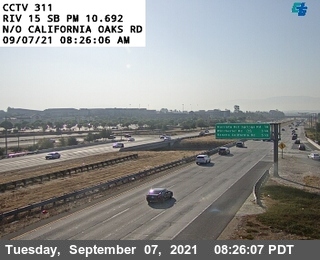 CCTV 311
RIV 15 SB PM 10.692
N/O CALIFORNIA OAKS RD
09/07/21 08:26:06 AM
Tuesday, September 07, 2021 08:26:07 PDT